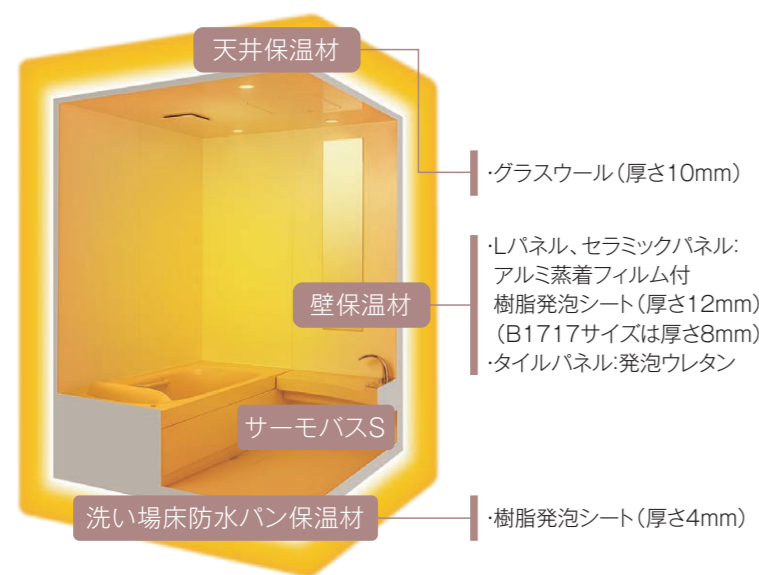 天井保温材
・グラスウール（厚さ10mm）
・Lパネル、セラミックパネル：
アルミ蒸着フィルム付
樹脂発泡シート（厚さ12mm）
（B1717サイズは厚さ8mm）
・タイルパネル：発泡ウレタン
壁保温材
サーモバスS
洗い場床防水パン保温材
・樹脂発泡シート（厚さ4mm）